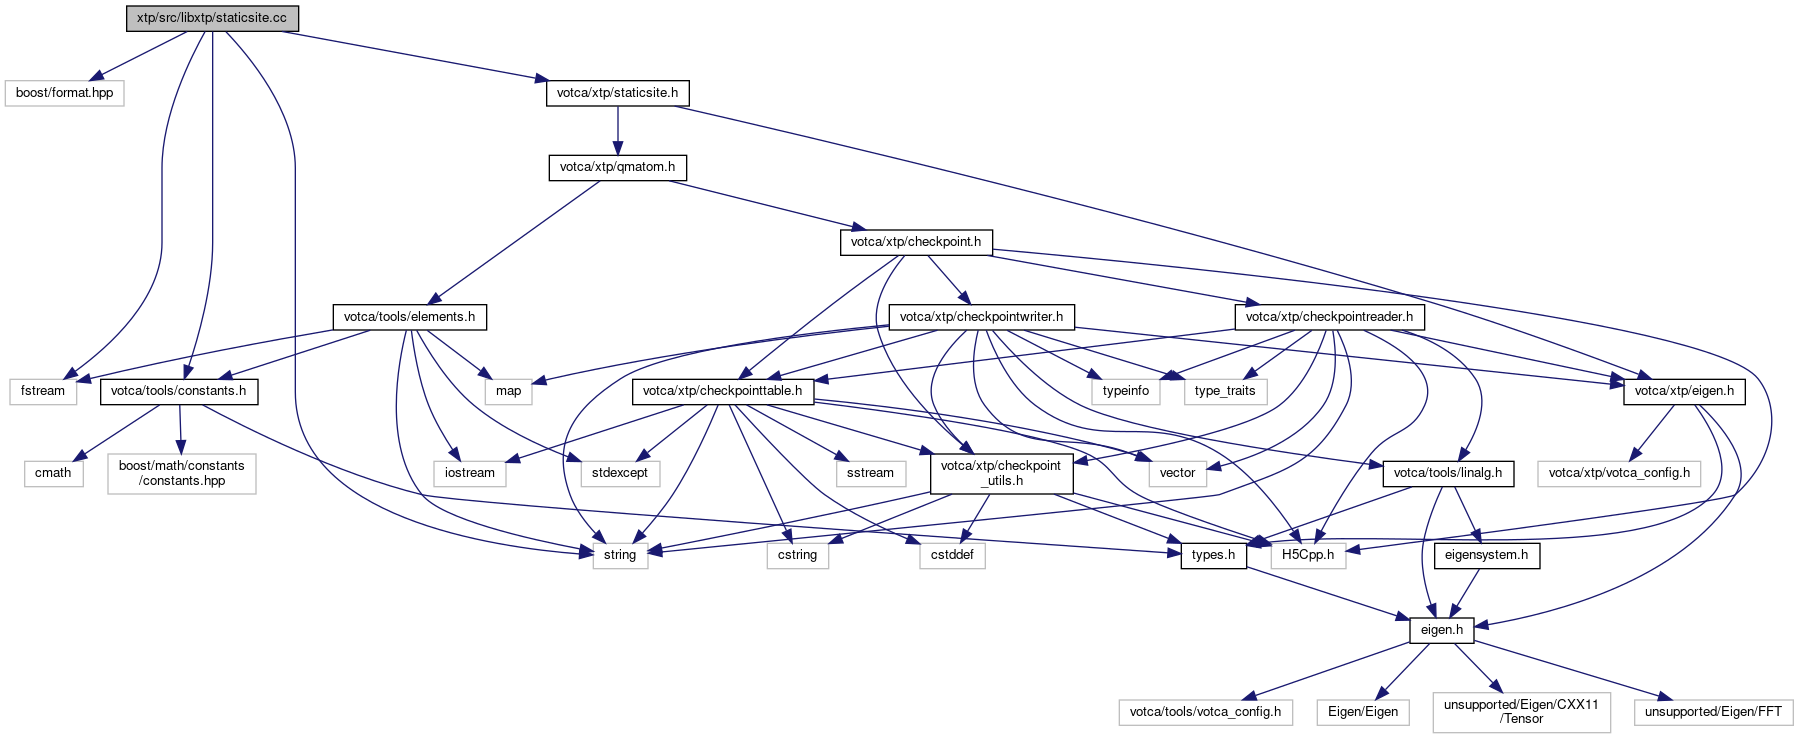 xtp/src/libxtp/staticsite.cc
boost/format.hpp
votca/xtp/staticsite.h
votca/xtp/qmatom.h
votca/xtp/checkpoint.h
votca/tools/elements.h
votca/xtp/checkpointwriter.h
votca/xtp/checkpointreader.h
fstream
votca/tools/constants.h
map
votca/xtp/checkpointtable.h
typeinfo
type_traits
votca/xtp/eigen.h
cmath
boost/math/constants
/constants.hpp
iostream
stdexcept
sstream
votca/xtp/checkpoint
_utils.h
vector
votca/tools/linalg.h
votca/xtp/votca_config.h
string
cstring
cstddef
types.h
H5Cpp.h
eigensystem.h
eigen.h
votca/tools/votca_config.h
Eigen/Eigen
unsupported/Eigen/CXX11
/Tensor
unsupported/Eigen/FFT